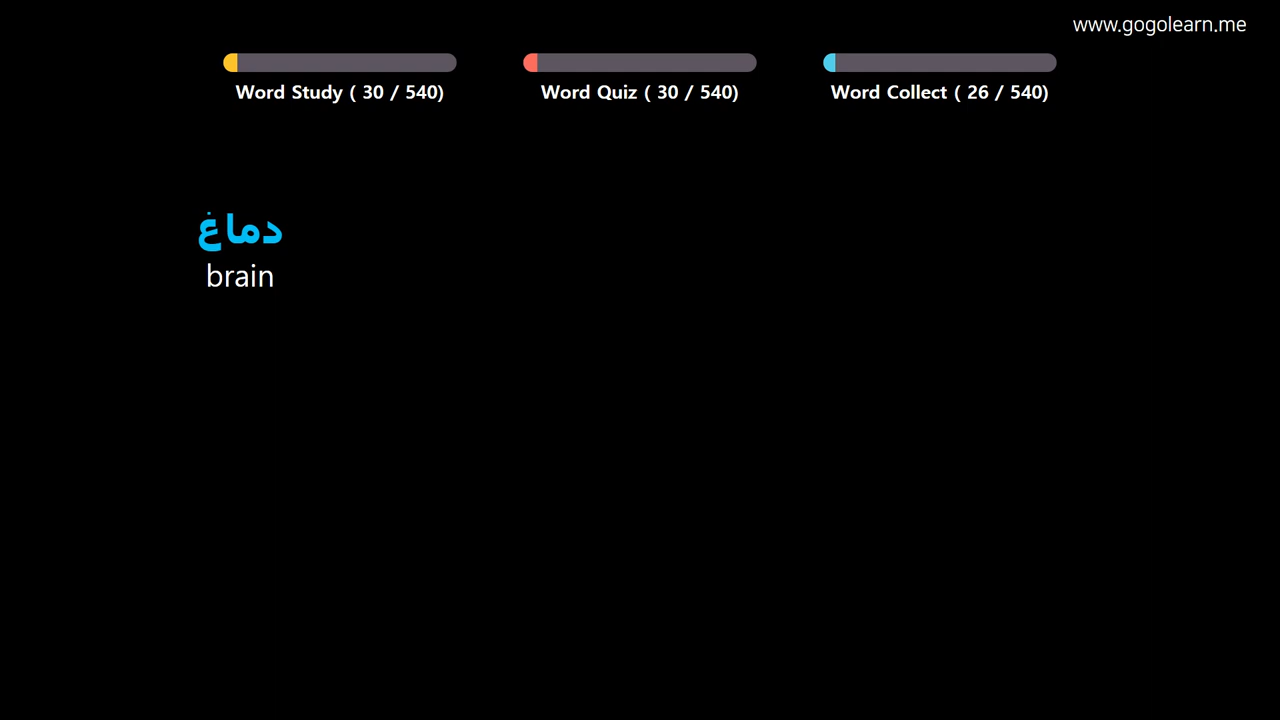 www.gogolearn.me
Word Study ( 30 / 540)
Word Quiz ( 30 / 540)
Word Collect ( 26 / 540)
دماغ
brain